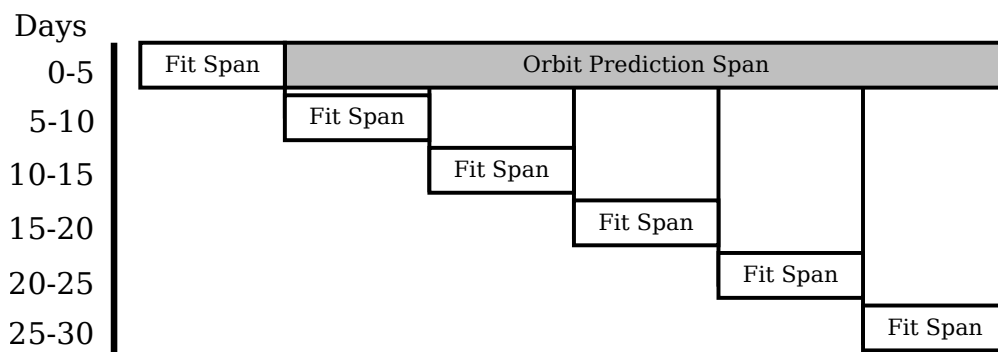 Days
0-5 Fit Span Orbit Prediction Span
5-10 Fit Span
10-15 Fit Span
15-20 Fit Span
20-25 Fit Span
25-30 Fit Span